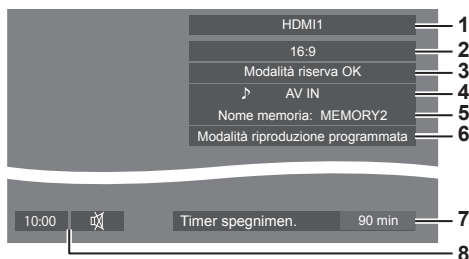 HDMI1 1
16:9 2
Modalità riserva OK 3
♪ AV IN 4
Nome memoria: MEMORY2 5
Modalità riproduzione programmata 6
10:00 Timer spegnimen. 90 min 7
8